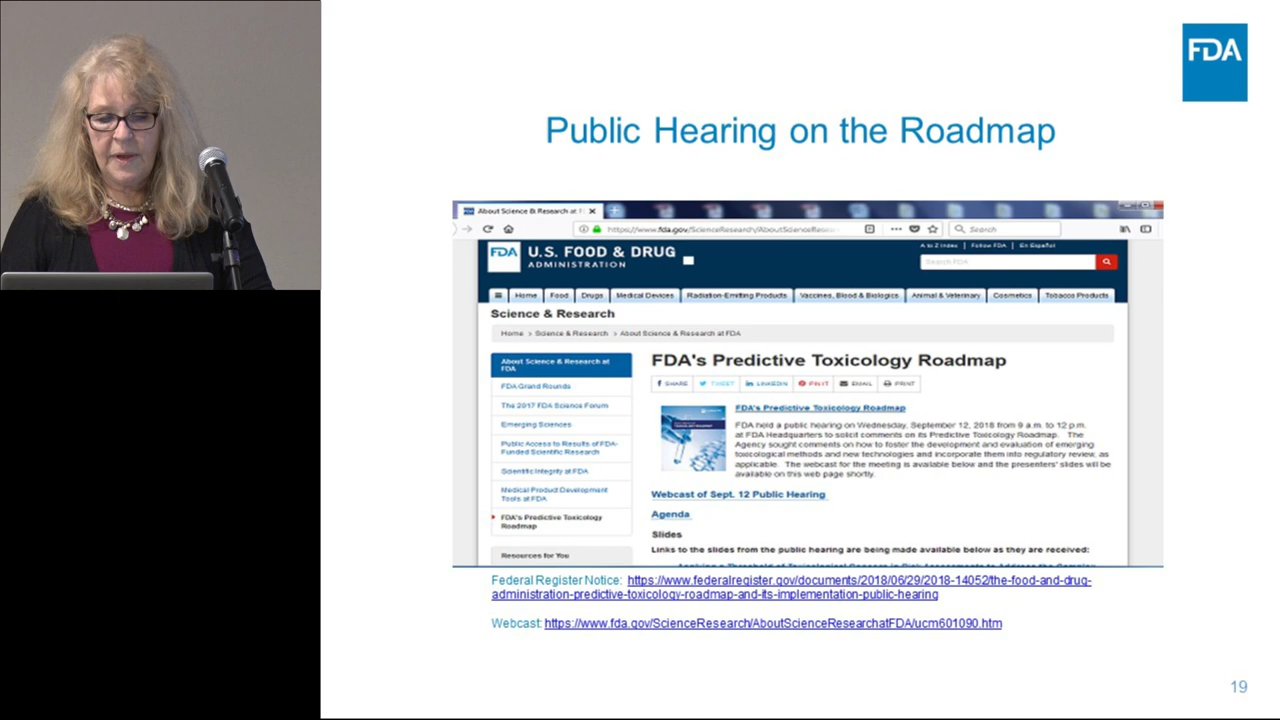 FDA
Public Hearing on the Roadmap
About Science & Research at F
https://www.fda.gov/ScienceResearch/AboutScienceResear
Search
FDA
U.S. FOOD & DRUG
ADMINISTRATION
A to Z Index | Follow FDA | En Español
Search FDA
Home
Food
Drugs
Medical Devices
Radiation-Emitting Products
Vaccines, Blood & Biologics
Animal & Veterinary
Cosmetics
Tobacco Products
Science & Research
Home > Science & Research > About Science & Research at FDA
About Science & Research at
FDA
FDA Grand Rounds
The 2017 FDA Science Forum
Emerging Sciences
Public Access to Results of FDA-
Funded Scientific Research
Scientific Integrity at FDA
Medical Product Development
Tools at FDA
FDA's Predictive Toxicology
Roadmap
Resources for You
FDA's Predictive Toxicology Roadmap
SHARE
TWEET
LINKEDIN
PIN IT
EMAIL
PRINT
FDA's Predictive Toxicology Roadmap
FDA held a public hearing on Wednesday, September 12, 2018 from 9 a.m. to 12 p.m.
at FDA Headquarters to solicit comments on its Predictive Toxicology Roadmap. The
Agency sought comments on how to foster the development and evaluation of emerging
toxicological methods and new technologies and incorporate them into regulatory review, as
applicable. The webcast for the meeting is available below and the presenters' slides will be
available on this web page shortly.
Webcast of Sept. 12 Public Hearing
Agenda
Slides
Links to the slides from the public hearing are being made available below as they are received:
Federal Register Notice: https://www.federalregister.gov/documents/2018/06/29/2018-14052/the-food-and-drug-
administration-predictive-toxicology-roadmap-and-its-implementation-public-hearing
Webcast: https://www.fda.gov/ScienceResearch/AboutScienceResearchatFDA/ucm601090.htm
19